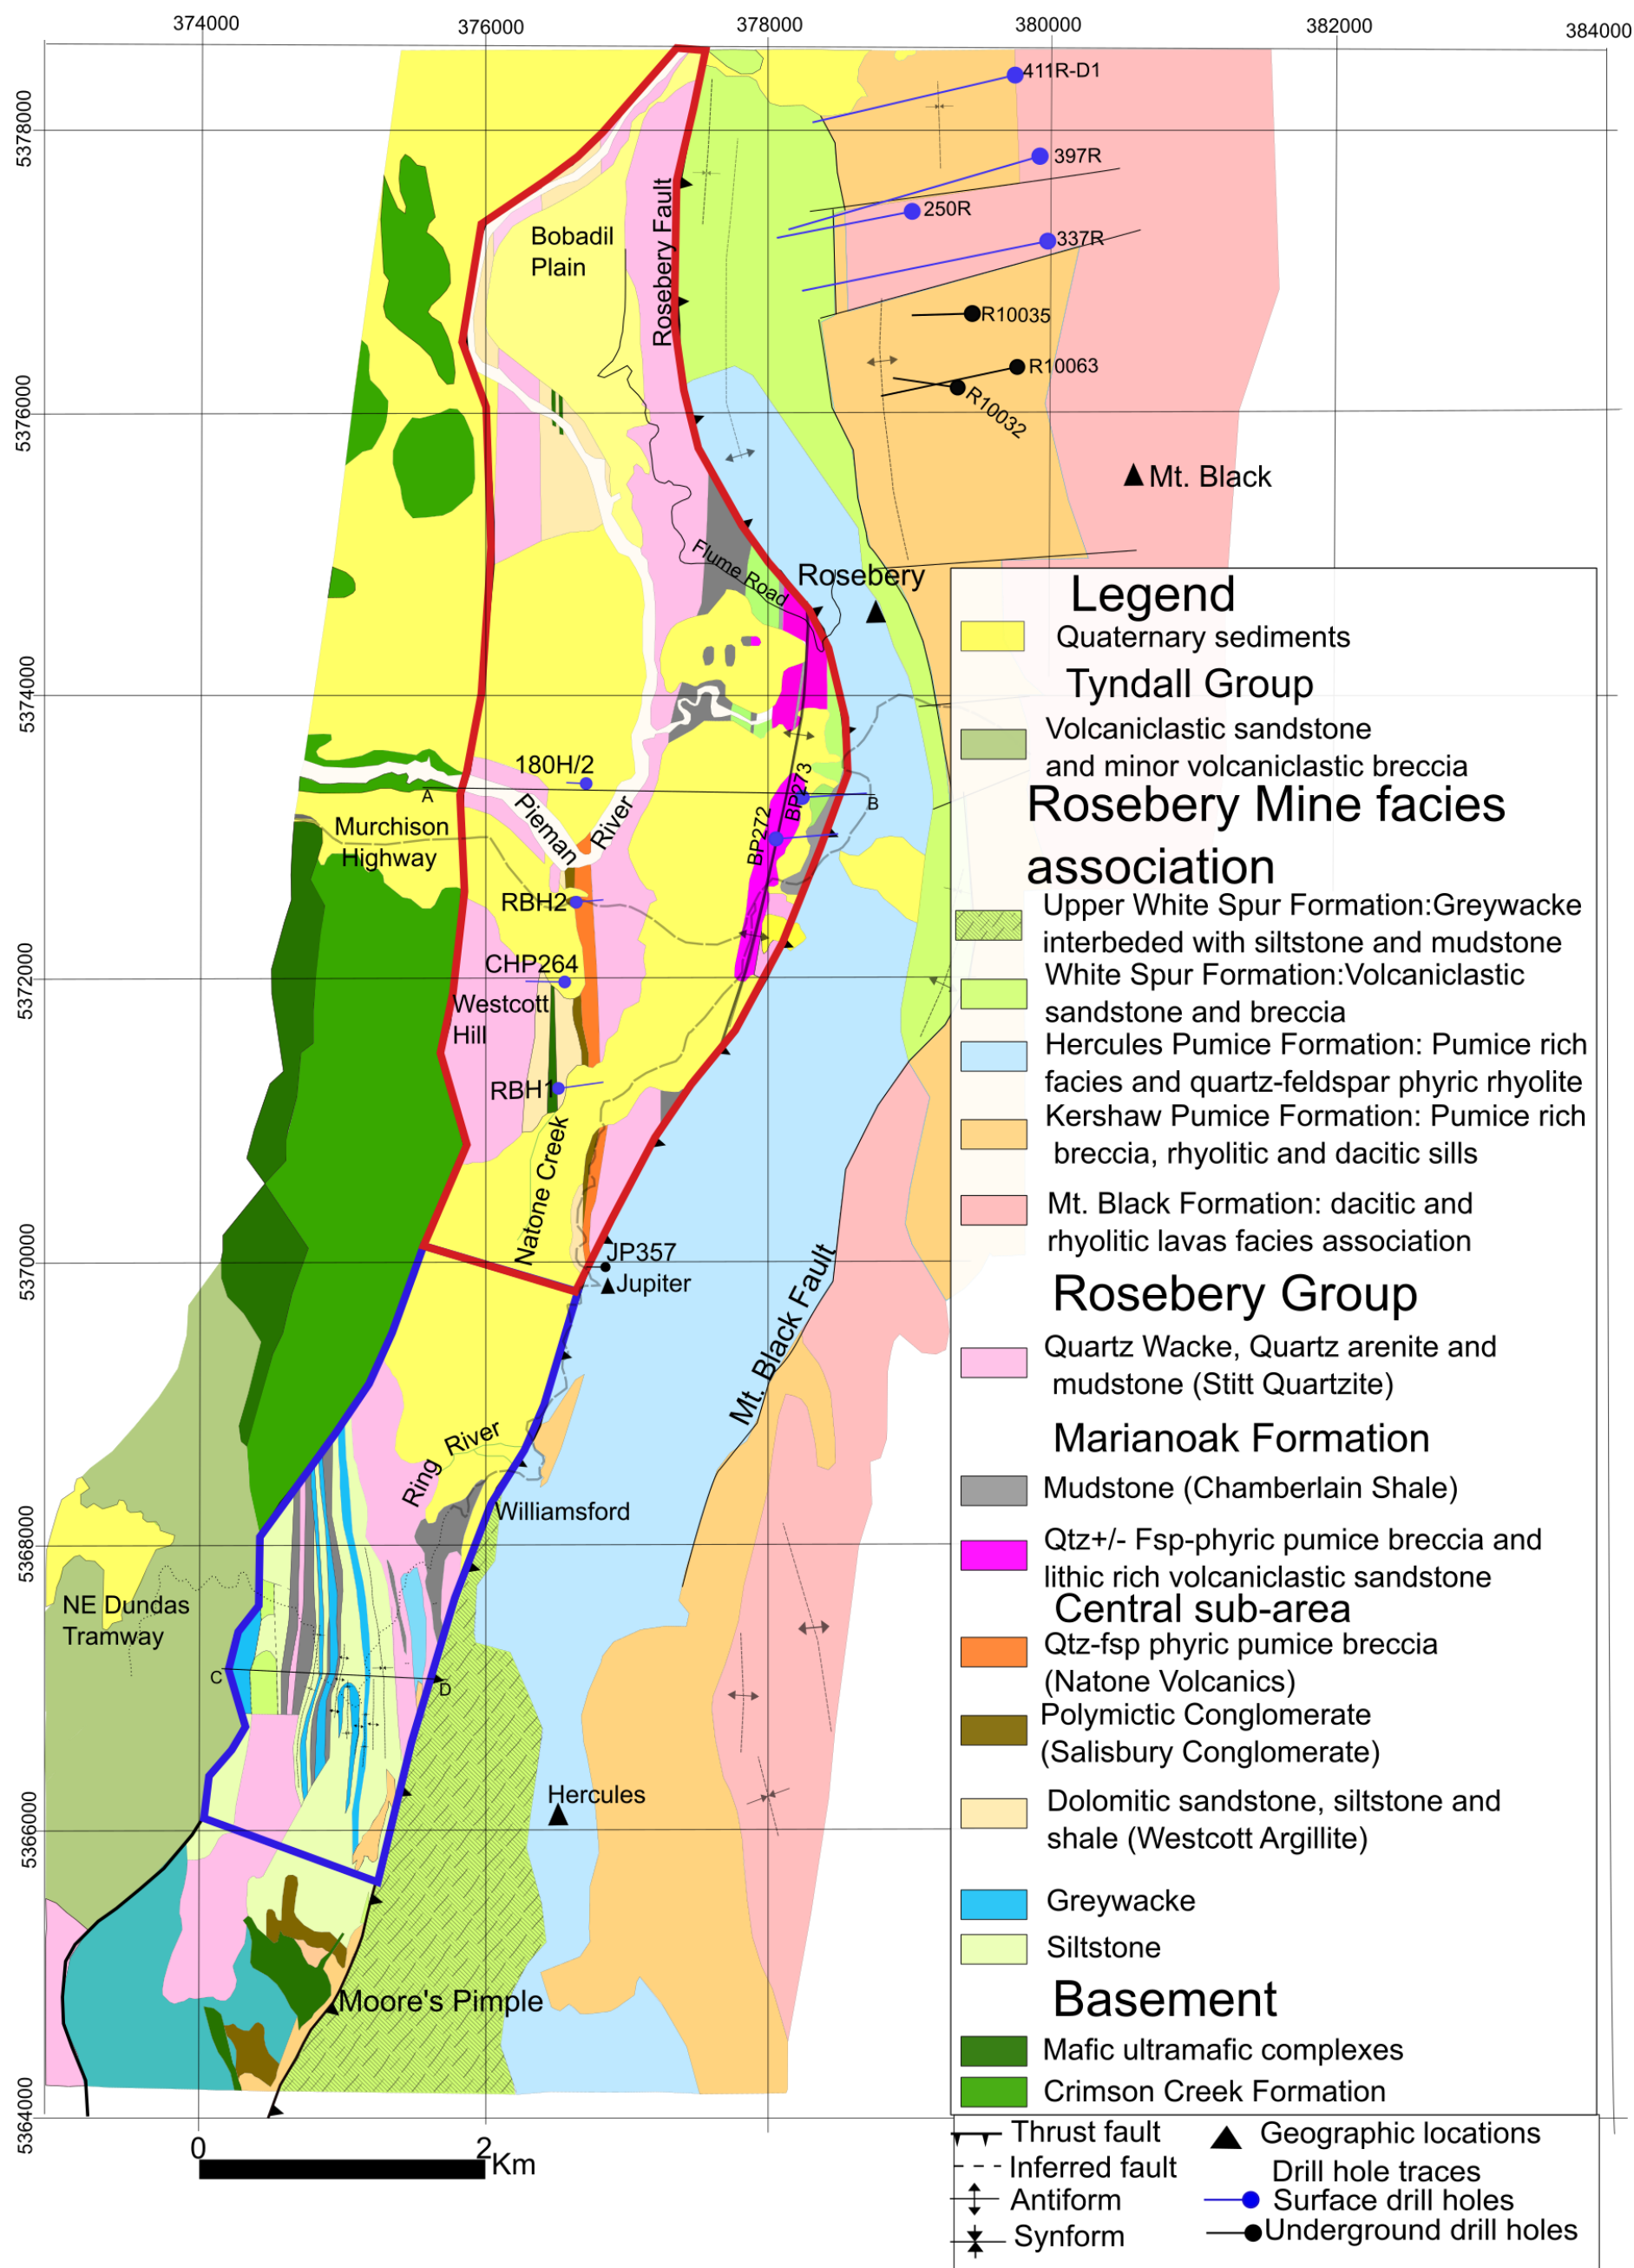 374000
376000
378000
380000
382000
384000
5378000
5376000
5374000
5372000
5370000
5368000
5366000
5364000
411R-D1
397R
250R
337R
R10035
R10063
R10032
Bobadil
Plain
Rosebery Fault
Mt. Black
Flume Road
Rosebery
180H/2
A
B
Pieman
River
BP273
BP272
Murchison
Highway
RBH2
CHP264
Westcott
Hill
RBH1
Natone Creek
JP357
Jupiter
Mt. Black Fault
Ring River
Williamsford
NE Dundas
Tramway
C
D
Hercules
Moore's Pimple
0
2
Km
Legend
Quaternary sediments
Tyndall Group
Volcaniclastic sandstone
and minor volcaniclastic breccia
Rosebery Mine facies
association
Upper White Spur Formation:Greywacke
interbeded with siltstone and mudstone
White Spur Formation:Volcaniclastic
sandstone and breccia
Hercules Pumice Formation: Pumice rich
facies and quartz-feldspar phyric rhyolite
Kershaw Pumice Formation: Pumice rich
breccia, rhyolitic and dacitic sills
Mt. Black Formation: dacitic and
rhyolitic lavas facies association
Rosebery Group
Quartz Wacke, Quartz arenite and
mudstone (Stitt Quartzite)
Marianoak Formation
Mudstone (Chamberlain Shale)
Qtz+/- Fsp-phyric pumice breccia and
lithic rich volcaniclastic sandstone
Central sub-area
Qtz-fsp phyric pumice breccia
(Natone Volcanics)
Polymictic Conglomerate
(Salisbury Conglomerate)
Dolomitic sandstone, siltstone and
shale (Westcott Argillite)
Greywacke
Siltstone
Basement
Mafic ultramafic complexes
Crimson Creek Formation
Thrust fault
Inferred fault
Antiform
Synform
Geographic locations
Drill hole traces
Surface drill holes
Underground drill holes